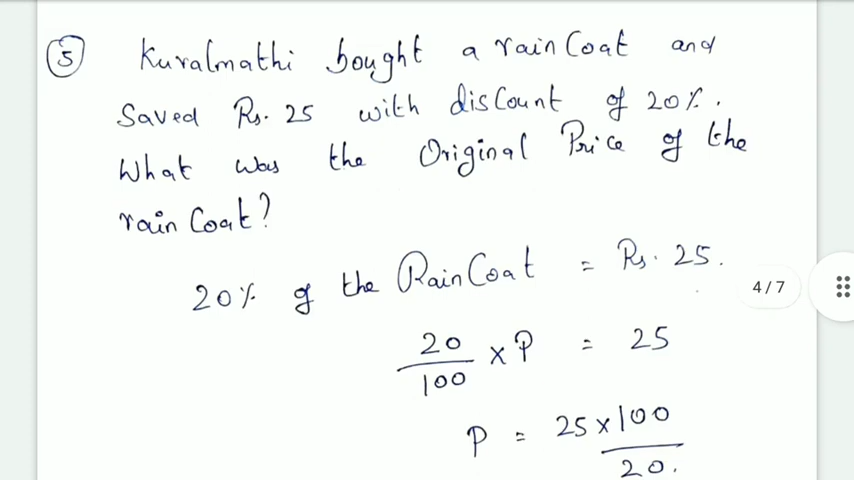 5 Kuralmathi bought a rain Coat and
Saved Rs. 25 with disCount of 20%.
What was the Original Price of the
rain Coat?
20% of the RainCoat = Rs. 25.
20/100 × P = 25
P = 25 × 100/20.
4/7